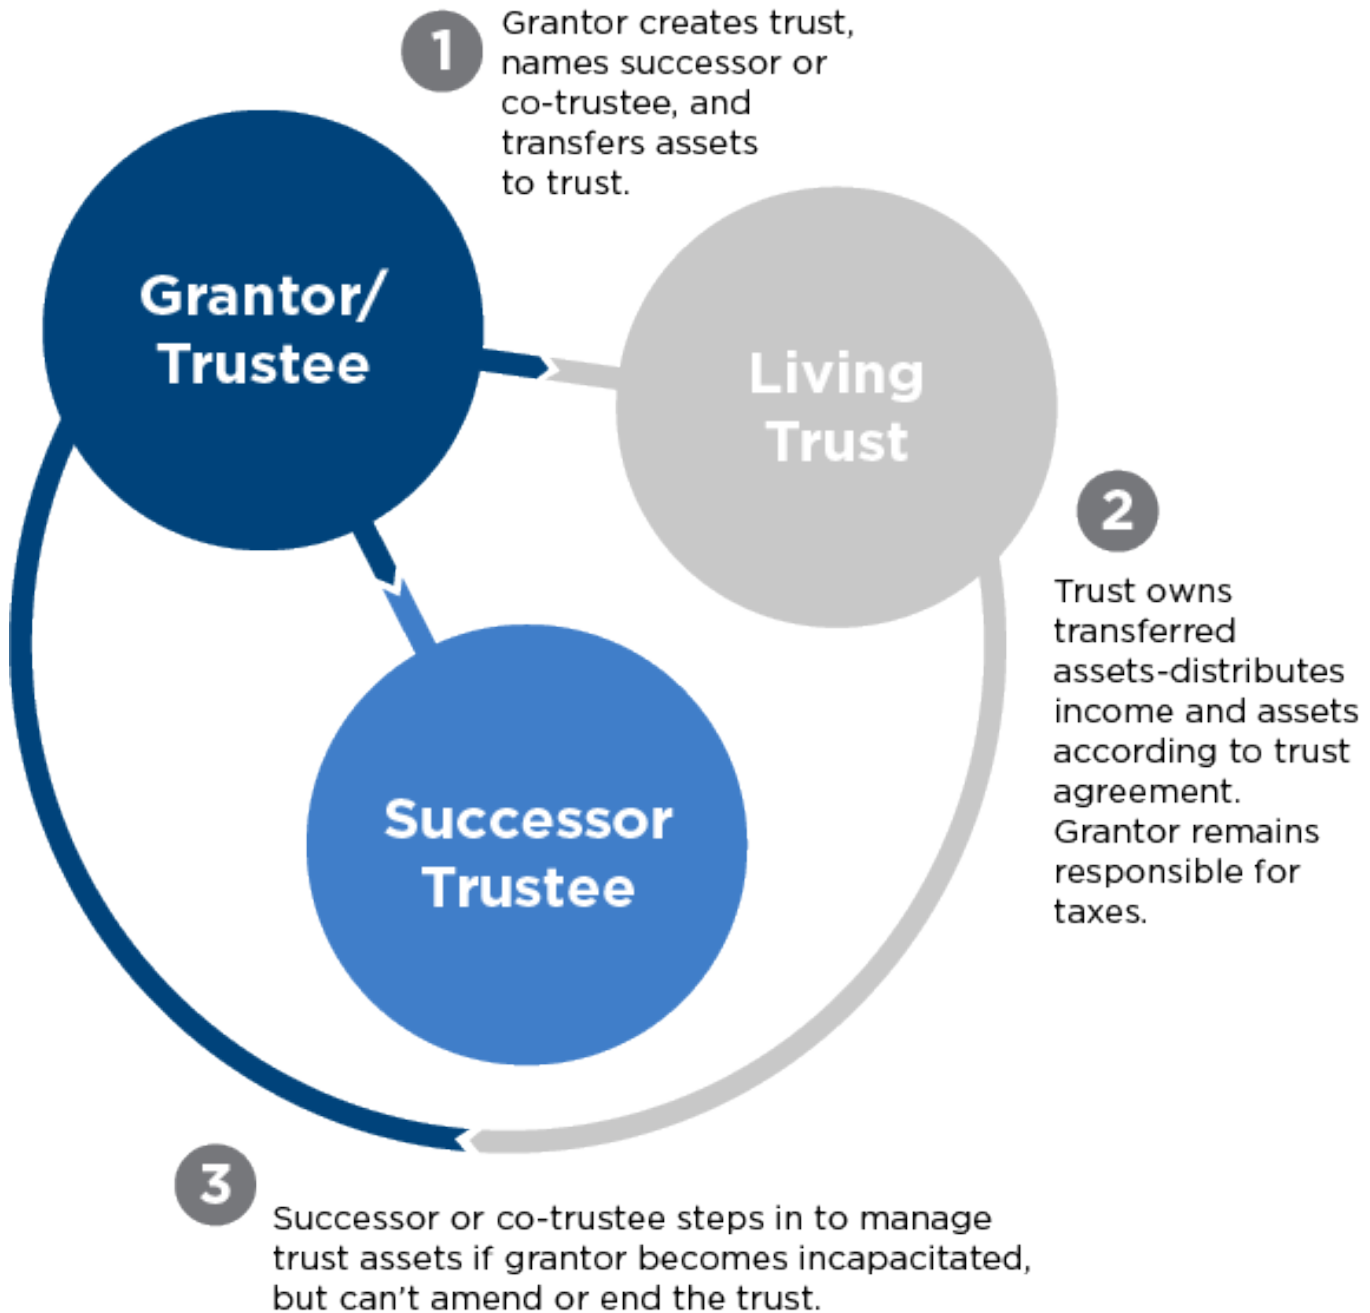 1
Grantor creates trust,
names successor or
co-trustee, and
transfers assets
to trust.
Grantor/
Trustee
Living
Trust
2
Trust owns
transferred
assets-distributes
income and assets
according to trust
agreement.
Grantor remains
responsible for
taxes.
Successor
Trustee
3
Successor or co-trustee steps in to manage
trust assets if grantor becomes incapacitated,
but can't amend or end the trust.